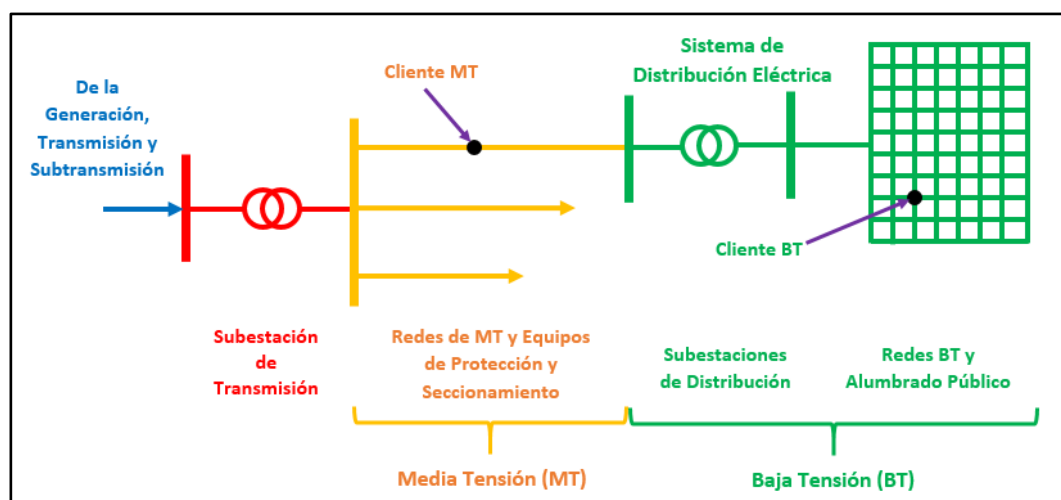 De la
Generación,
Transmisión y
Subtransmisión
Cliente MT
Sistema de
Distribución Eléctrica
Cliente BT
Subestación
de
Transmisión
Redes de MT y Equipos
de Protección y
Seccionamiento
Subestaciones
de Distribución
Redes BT y
Alumbrado Público
Media Tensión (MT)
Baja Tensión (BT)